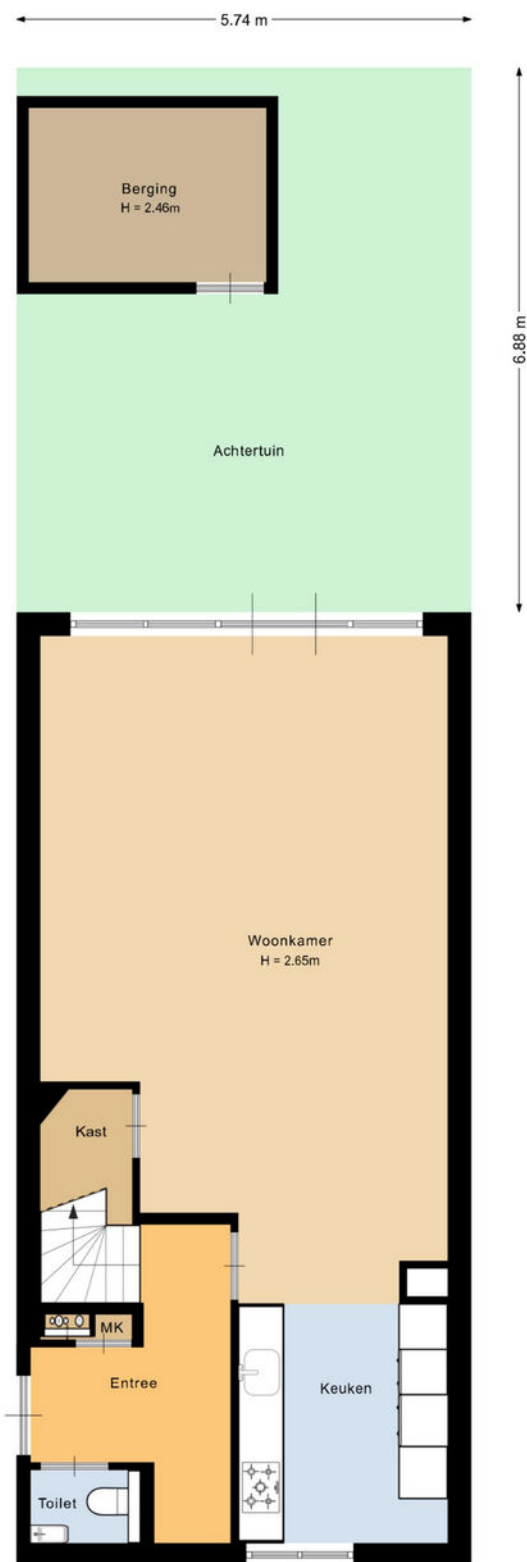 5.74 m
Berging
H = 2.46m
6.88 m
Achtertuin
Woonkamer
H = 2.65m
Kast
MK
Entree
Keuken
Toilet